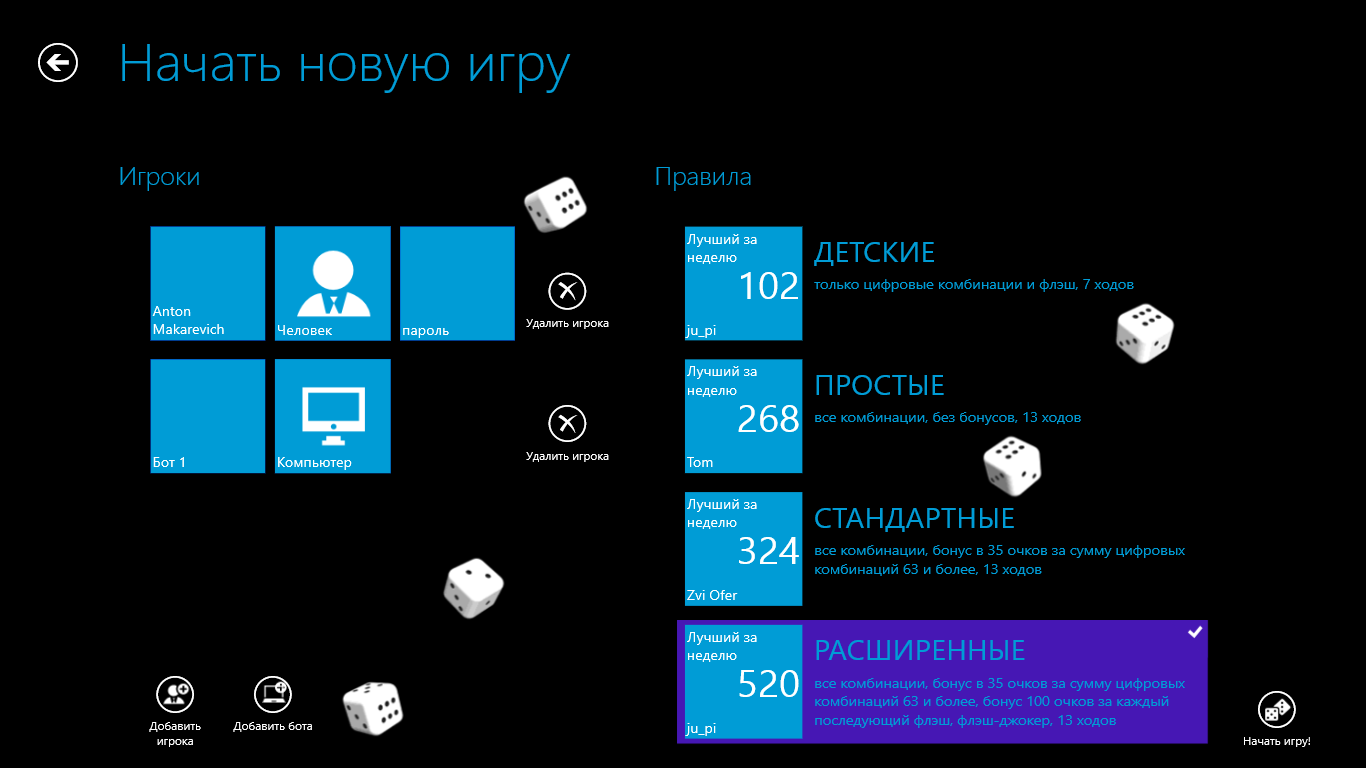 Начать новую игру
Игроки
Anton
Makarevich
Человек
пароль
Удалить игрока
Бот 1
Компьютер
Удалить игрока
Добавить
игрока
Добавить бота
Правила
Лучший за
неделю
102
ju_pi
ДЕТСКИЕ
только цифровые комбинации и флэш, 7 ходов
Лучший за
неделю
268
Tom
ПРОСТЫЕ
все комбинации, без бонусов, 13 ходов
Лучший за
неделю
324
Zvi Ofer
СТАНДАРТНЫЕ
все комбинации, бонус в 35 очков за сумму цифровых
комбинаций 63 и более, 13 ходов
Лучший за
неделю
520
ju_pi
РАСШИРЕННЫЕ
все комбинации, бонус в 35 очков за сумму цифровых
комбинаций 63 и более, бонус 100 очков за каждый
последующий флэш, флэш-джокер, 13 ходов
Начать игру!